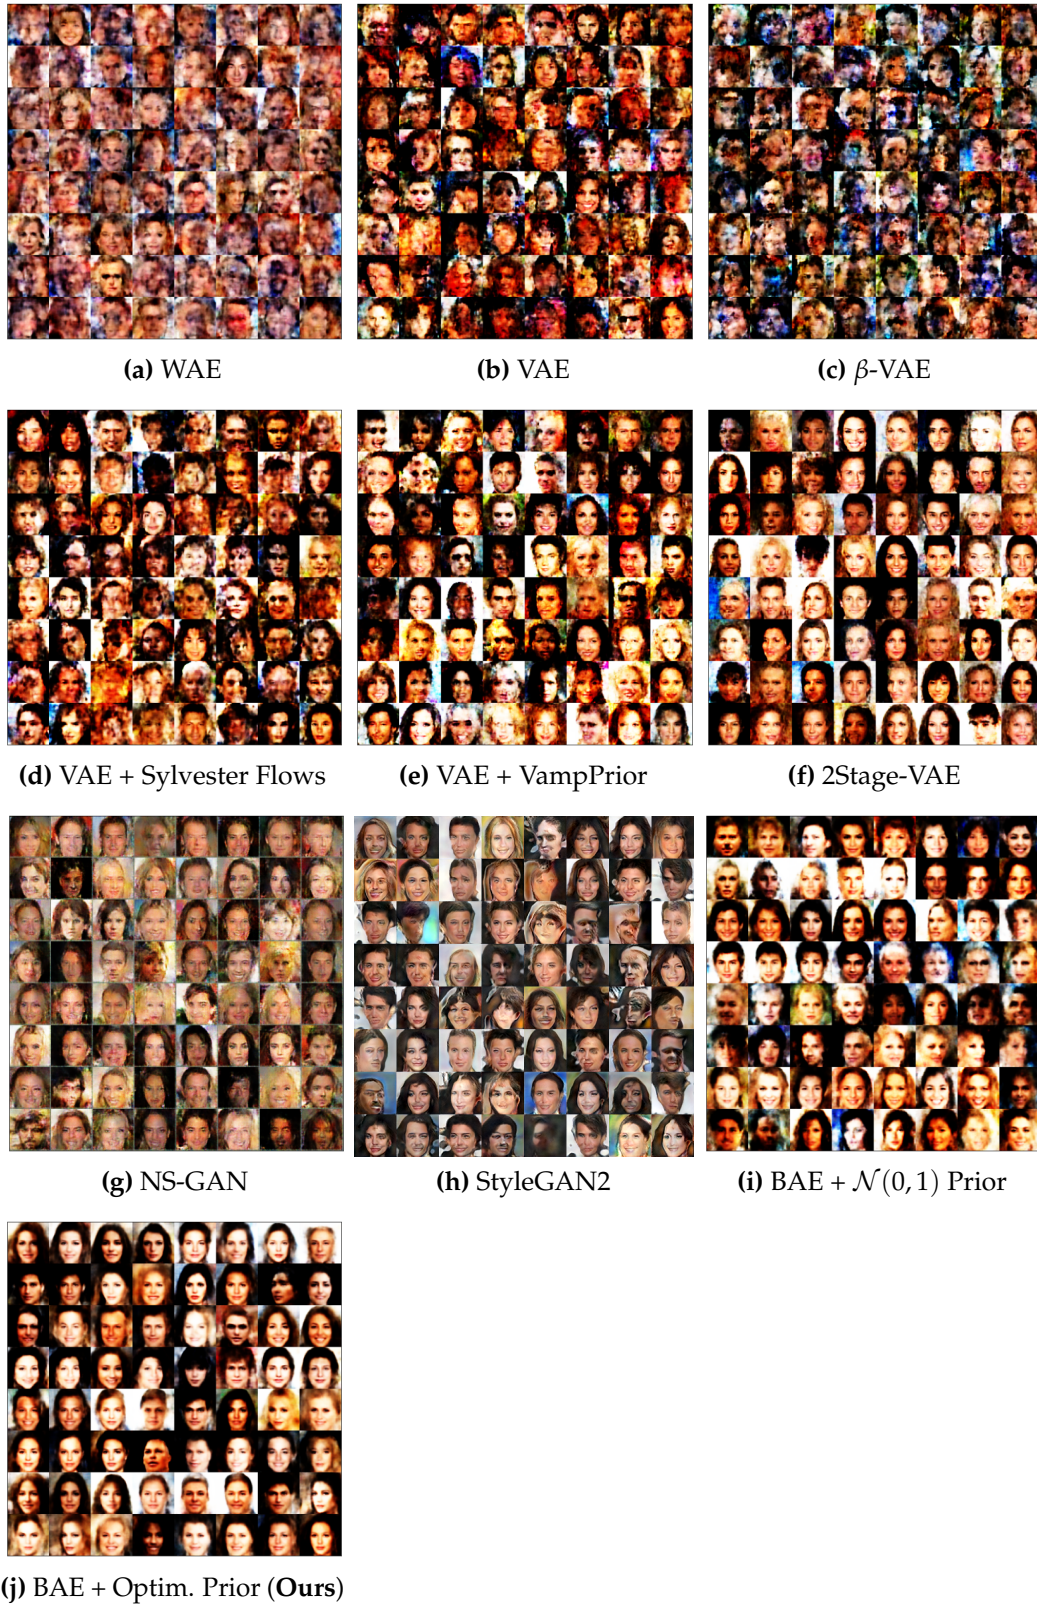 (a) WAE
(b) VAE
(c) β-VAE
(d) VAE + Sylvester Flows
(e) VAE + VampPrior
(f) 2Stage-VAE
(g) NS-GAN
(h) StyleGAN2
(i) BAE + 𝒩(0, 1) Prior
(j) BAE + Optim. Prior (Ours)